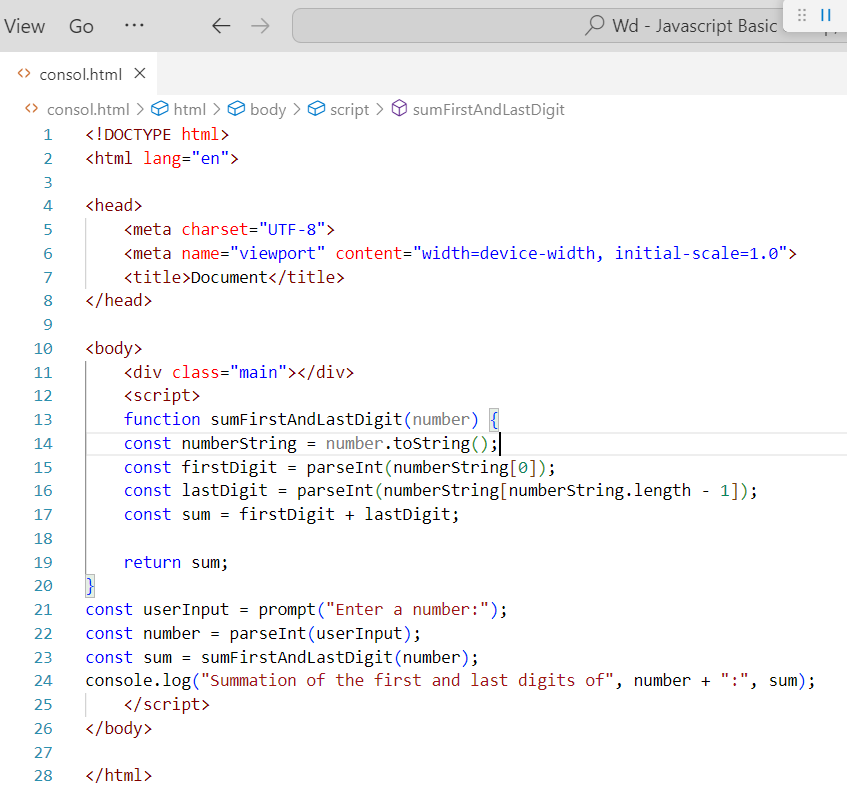 View Go ··· Wd - Javascript Basic
consol.html
consol.html > html > body > script > sumFirstAndLastDigit
1 <!DOCTYPE html>
2 <html lang="en">
3
4 <head>
5     <meta charset="UTF-8">
6     <meta name="viewport" content="width=device-width, initial-scale=1.0">
7     <title>Document</title>
8 </head>
9
10 <body>
11     <div class="main"></div>
12     <script>
13     function sumFirstAndLastDigit(number) {
14     const numberString = number.toString();
15     const firstDigit = parseInt(numberString[0]);
16     const lastDigit = parseInt(numberString[numberString.length - 1]);
17     const sum = firstDigit + lastDigit;
18
19     return sum;
20 }
21 const userInput = prompt("Enter a number:");
22 const number = parseInt(userInput);
23 const sum = sumFirstAndLastDigit(number);
24 console.log("Summation of the first and last digits of", number + ":", sum);
25     </script>
26 </body>
27
28 </html>